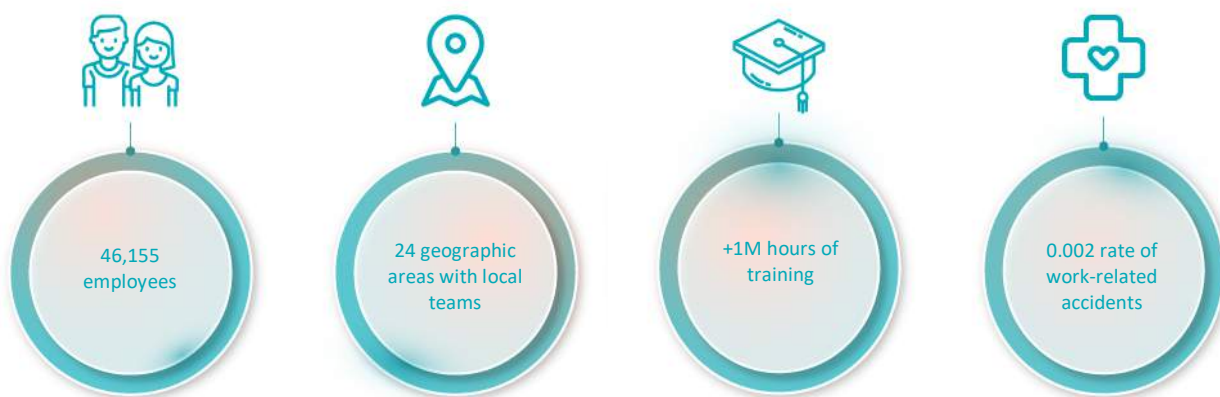 46,155
employees
24 geographic
areas with local
teams
+1M hours of
training
0.002 rate of
work-related
accidents